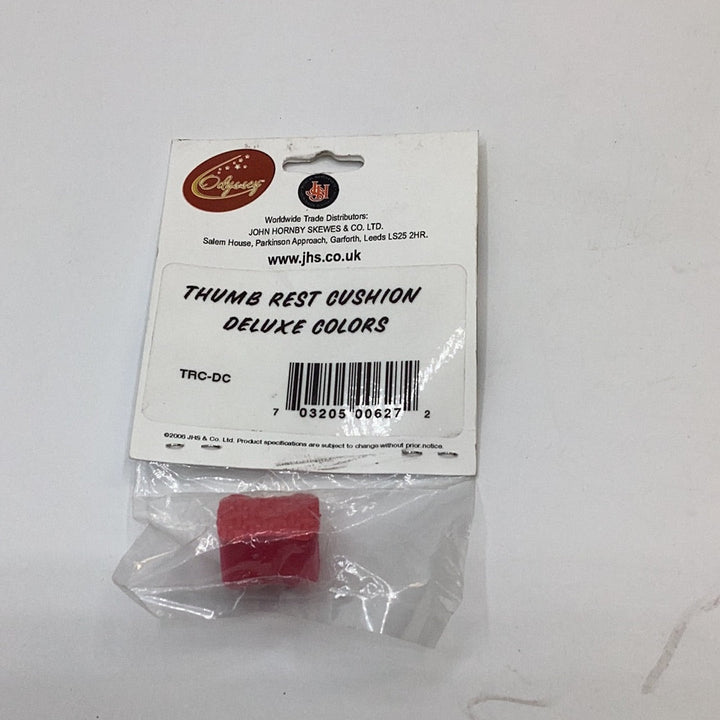 Odyssey
JHS
Worldwide Trade Distributors:
JOHN HORNBY SKEWES & CO. LTD.
Salem House, Parkinson Approach, Garforth, Leeds LS25 2HR.
www.jhs.co.uk
THUMB REST CUSHION
DELUXE COLORS
TRC-DC
7 03205 00627 2
©2006 JHS & Co. Ltd. Product specifications are subject to change without prior notice.